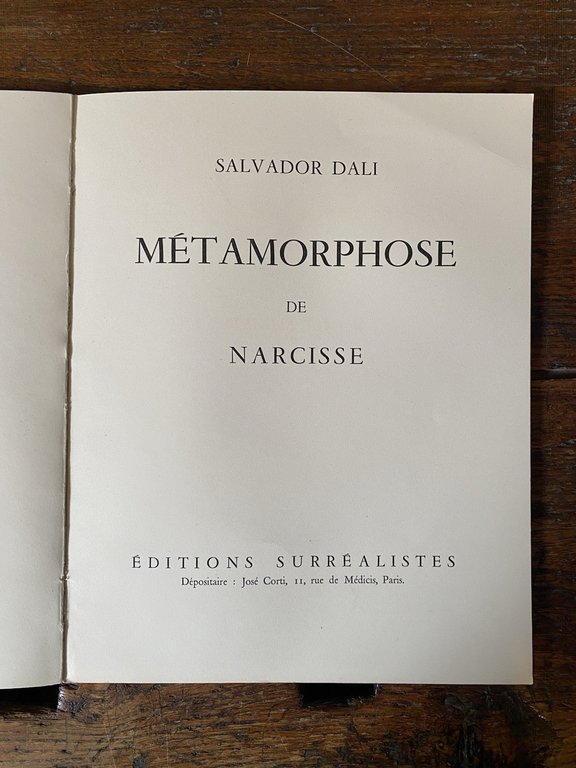 SALVADOR DALI
MÉTAMORPHOSE
DE
NARCISSE
ÉDITIONS SURRÉALISTES
Dépositaire : José Corti, 11, rue de Médicis, Paris.